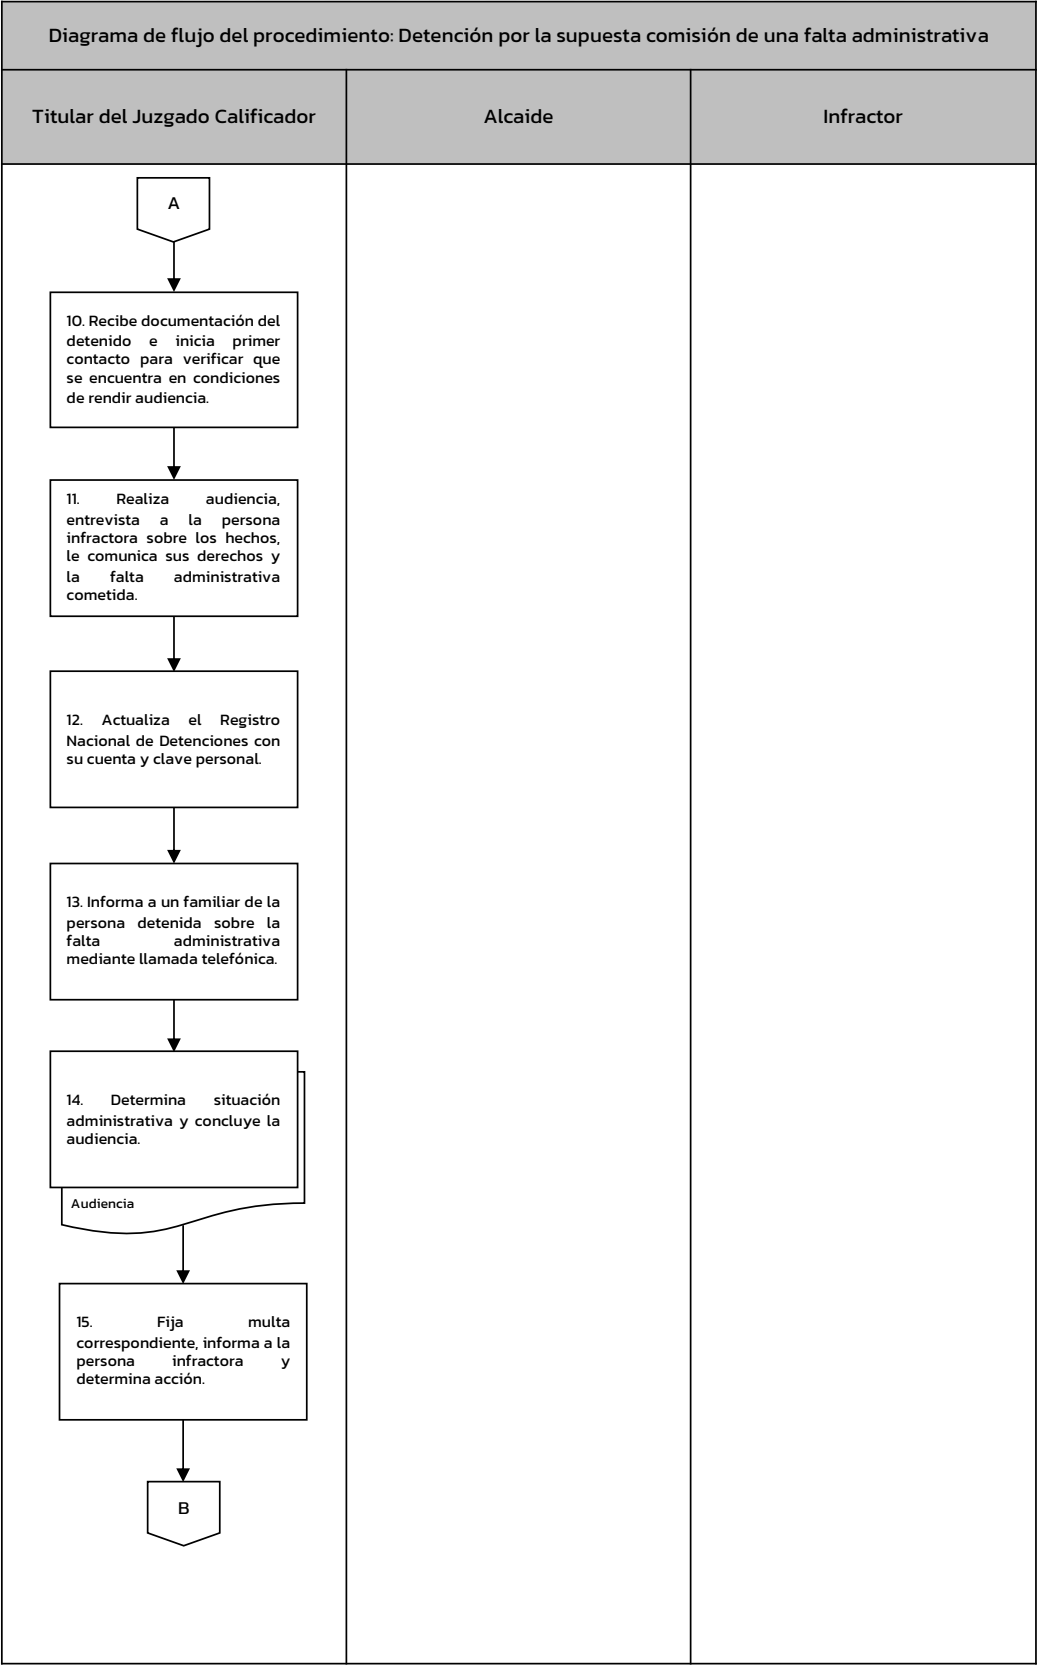 Diagrama de flujo del procedimiento: Detención por la supuesta comisión de una falta administrativa
Titular del Juzgado Calificador
Alcaide
Infractor
A
10. Recibe documentación del
detenido e inicia primer
contacto para verificar que
se encuentra en condiciones
de rendir audiencia.
11. Realiza audiencia,
entrevista a la persona
infractora sobre los hechos,
le comunica sus derechos y
la falta administrativa
cometida.
12. Actualiza el Registro
Nacional de Detenciones con
su cuenta y clave personal.
13. Informa a un familiar de la
persona detenida sobre la
falta administrativa
mediante llamada telefónica.
14. Determina situación
administrativa y concluye la
audiencia.
Audiencia
15. Fija multa
correspondiente, informa a la
persona infractora y
determina acción.
B